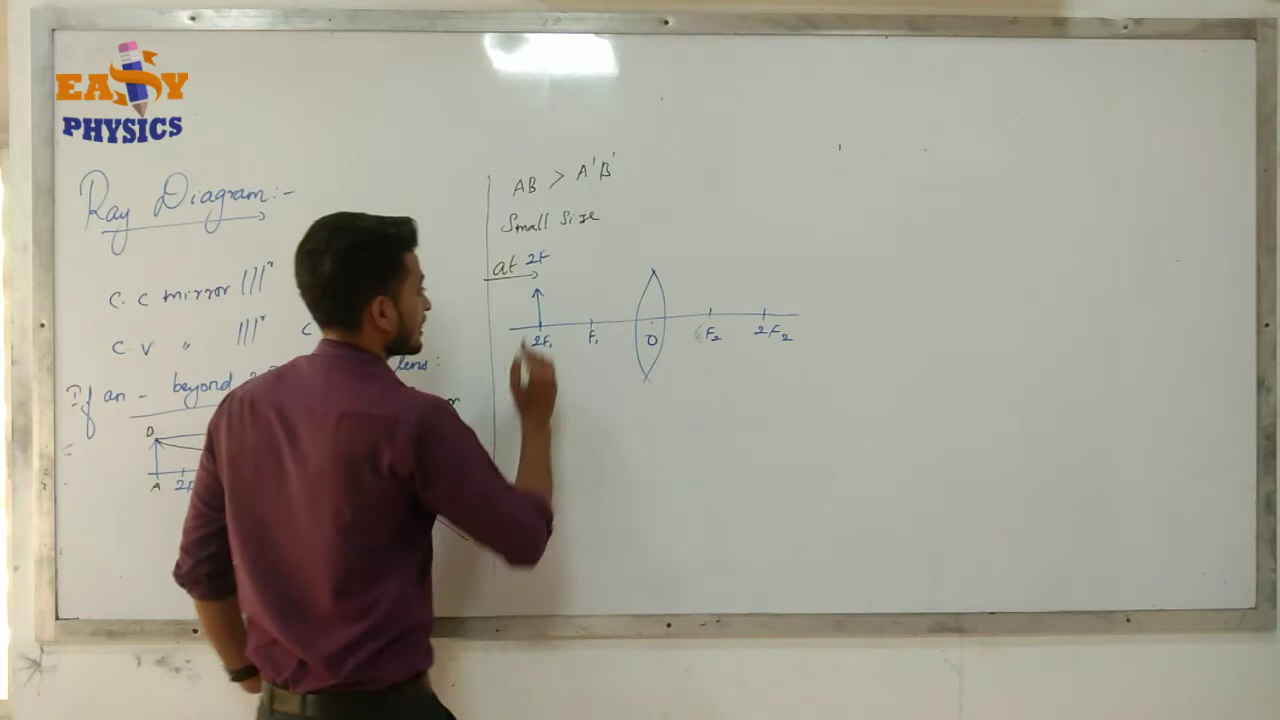 EASY
PHYSICS
Ray Diagram:-
C. C mirror |||r
C V " |||r C
If an - beyond lens:
D
A 2F
AB > A'B'
Small Size
at 2F
2F1 F1 O F2 2F2